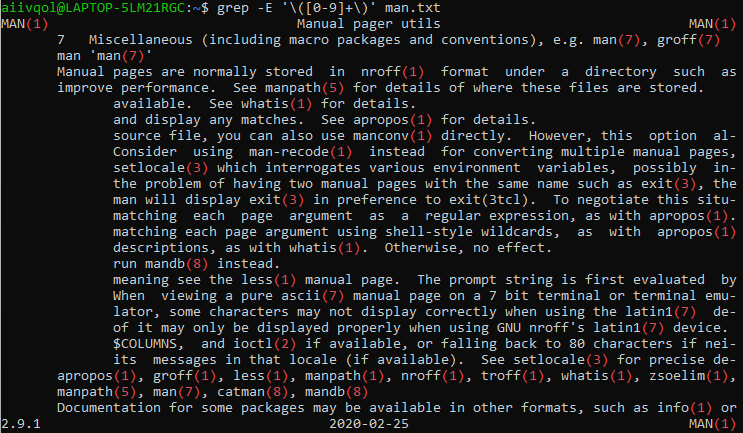 aiivqol@LAPTOP-5LM21RGC:~$ grep -E '\([0-9]+\)' man.txt
MAN(1) Manual pager utils MAN(1)
7 Miscellaneous (including macro packages and conventions), e.g. man(7), groff(7)
man 'man(7)'
Manual pages are normally stored in nroff(1) format under a directory such as
improve performance. See manpath(5) for details of where these files are stored.
available. See whatis(1) for details.
and display any matches. See apropos(1) for details.
source file, you can also use manconv(1) directly. However, this option al-
Consider using man-recode(1) instead for converting multiple manual pages,
setlocale(3) which interrogates various environment variables, possibly in-
the problem of having two manual pages with the same name such as exit(3), the
man will display exit(3) in preference to exit(3tcl). To negotiate this situ-
matching each page argument as a regular expression, as with apropos(1).
matching each page argument using shell-style wildcards, as with apropos(1)
descriptions, as with whatis(1). Otherwise, no effect.
run mandb(8) instead.
meaning see the less(1) manual page. The prompt string is first evaluated by
When viewing a pure ascii(7) manual page on a 7 bit terminal or terminal emu-
lator, some characters may not display correctly when using the latin1(7) de-
of it may only be displayed properly when using GNU nroff's latin1(7) device.
$COLUMNS, and ioctl(2) if available, or falling back to 80 characters if nei-
its messages in that locale (if available). See setlocale(3) for precise de-
apropos(1), groff(1), less(1), manpath(1), nroff(1), troff(1), whatis(1), zsoelim(1),
manpath(5), man(7), catman(8), mandb(8)
Documentation for some packages may be available in other formats, such as info(1) or
2.9.1 2020-02-25 MAN(1)